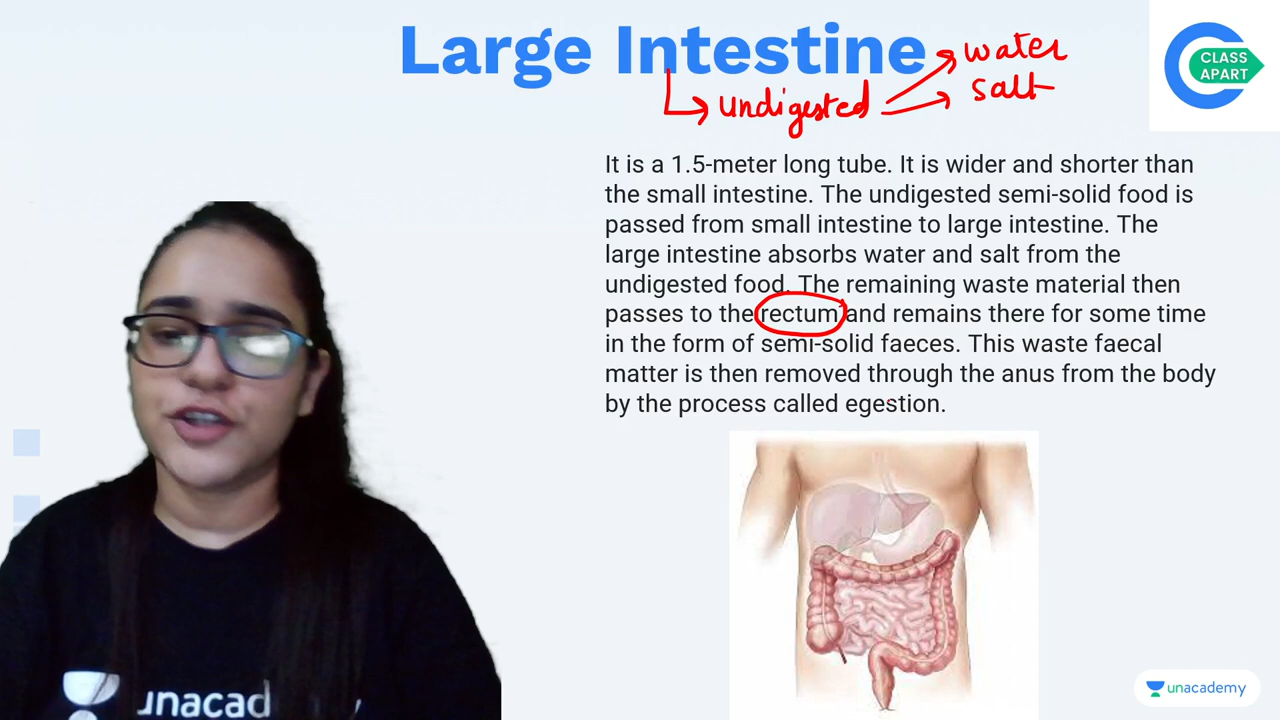 Large Intestine
water
salt
undigested
CLASS
APART
It is a 1.5-meter long tube. It is wider and shorter than
the small intestine. The undigested semi-solid food is
passed from small intestine to large intestine. The
large intestine absorbs water and salt from the
undigested food. The remaining waste material then
passes to the rectum and remains there for some time
in the form of semi-solid faeces. This waste faecal
matter is then removed through the anus from the body
by the process called egestion.
unacad
unacademy